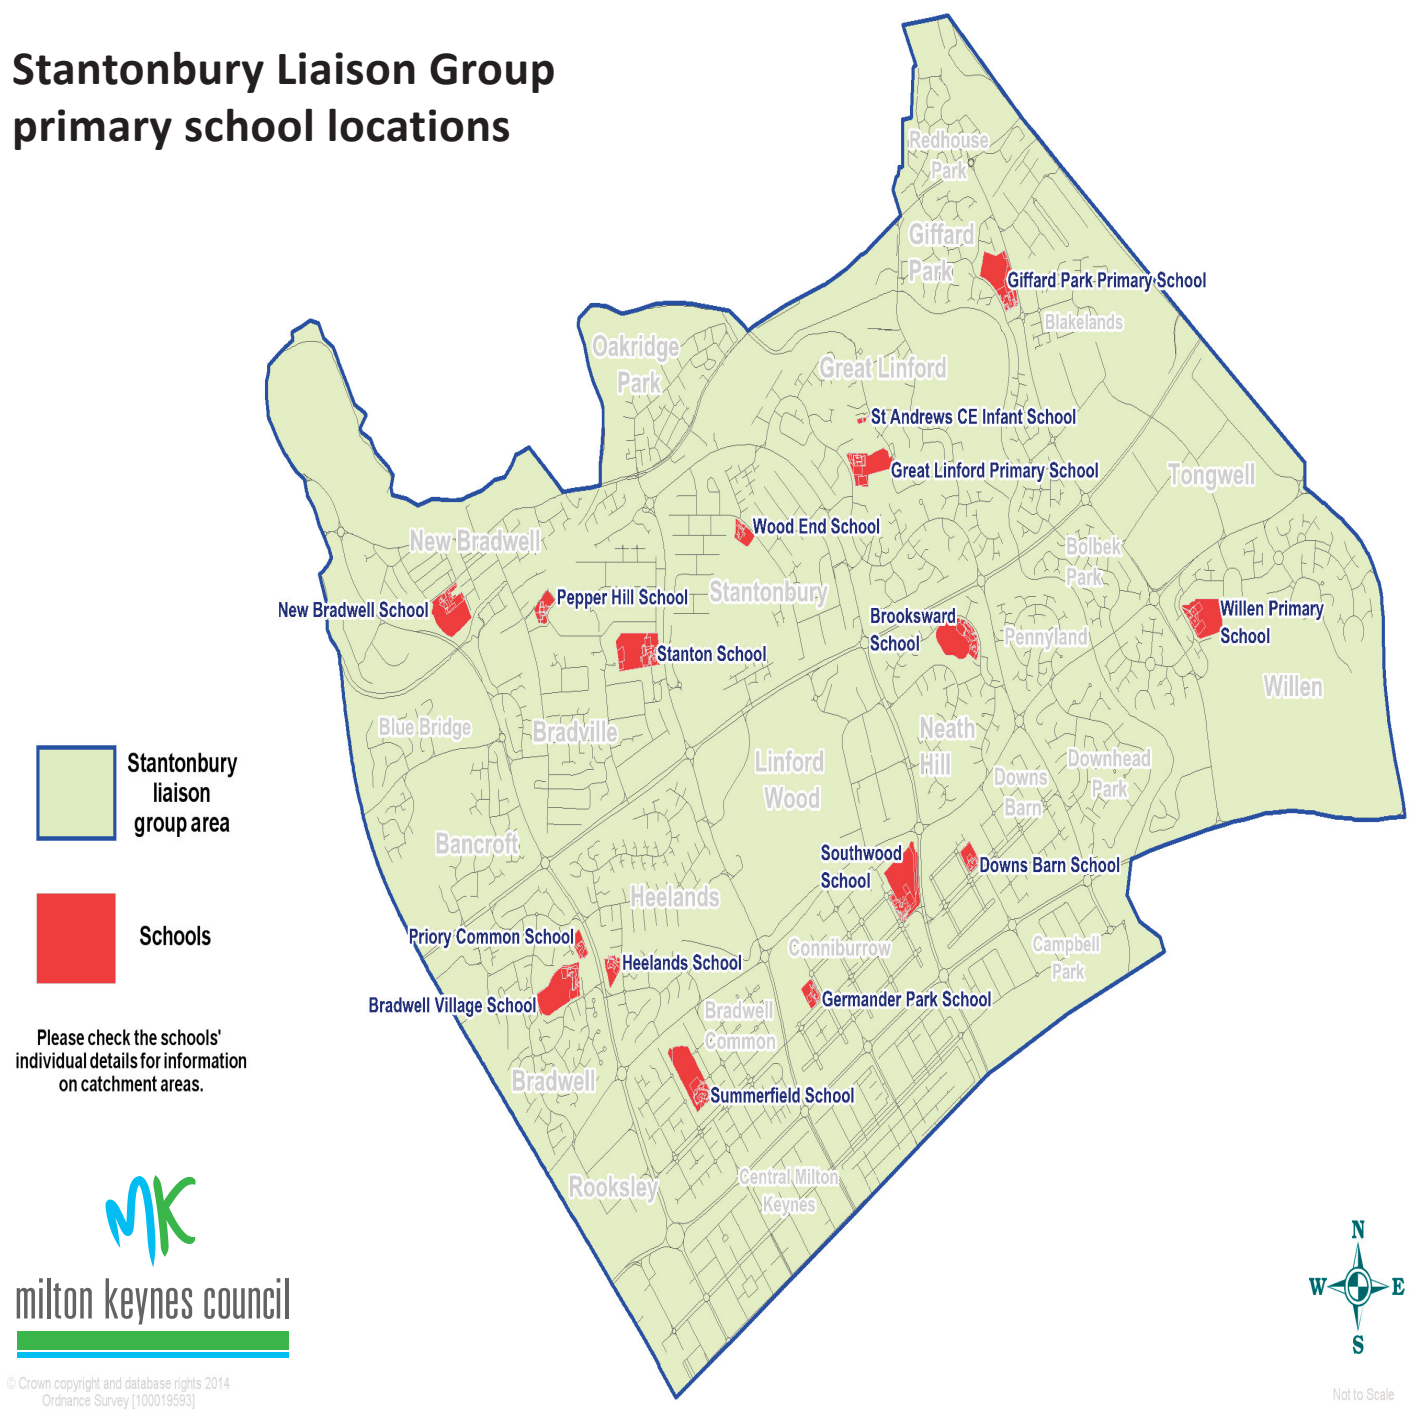 Stantonbury Liaison Group
primary school locations
Redhouse
Park
Giffard
Park
Giffard Park Primary School
Blakelands
Oakridge
Park
Great Linford
St Andrews CE Infant School
Great Linford Primary School
Tongwell
Wood End School
New Bradwell
Bolbek
Park
Stantonbury
Pepper Hill School
New Bradwell School
Brooksward
School
Willen Primary
School
Pennyland
Stanton School
Willen
Blue Bridge
Bradville
Neath
Hill
Linford
Wood
Downhead
Park
Downs
Barn
Stantonbury
liaison
group area
Bancroft
Southwood
School
Downs Barn School
Heelands
Schools
Priory Common School
Conniburrow
Campbell
Park
Heelands School
Bradwell Village School
Germander Park School
Bradwell
Common
Please check the schools'
individual details for information
on catchment areas.
Bradwell
Summerfield School
Rooksley
Central Milton
Keynes
MK
milton keynes council
N
W
E
S
© Crown copyright and database rights 2014
Ordnance Survey [100019593]
Not to Scale